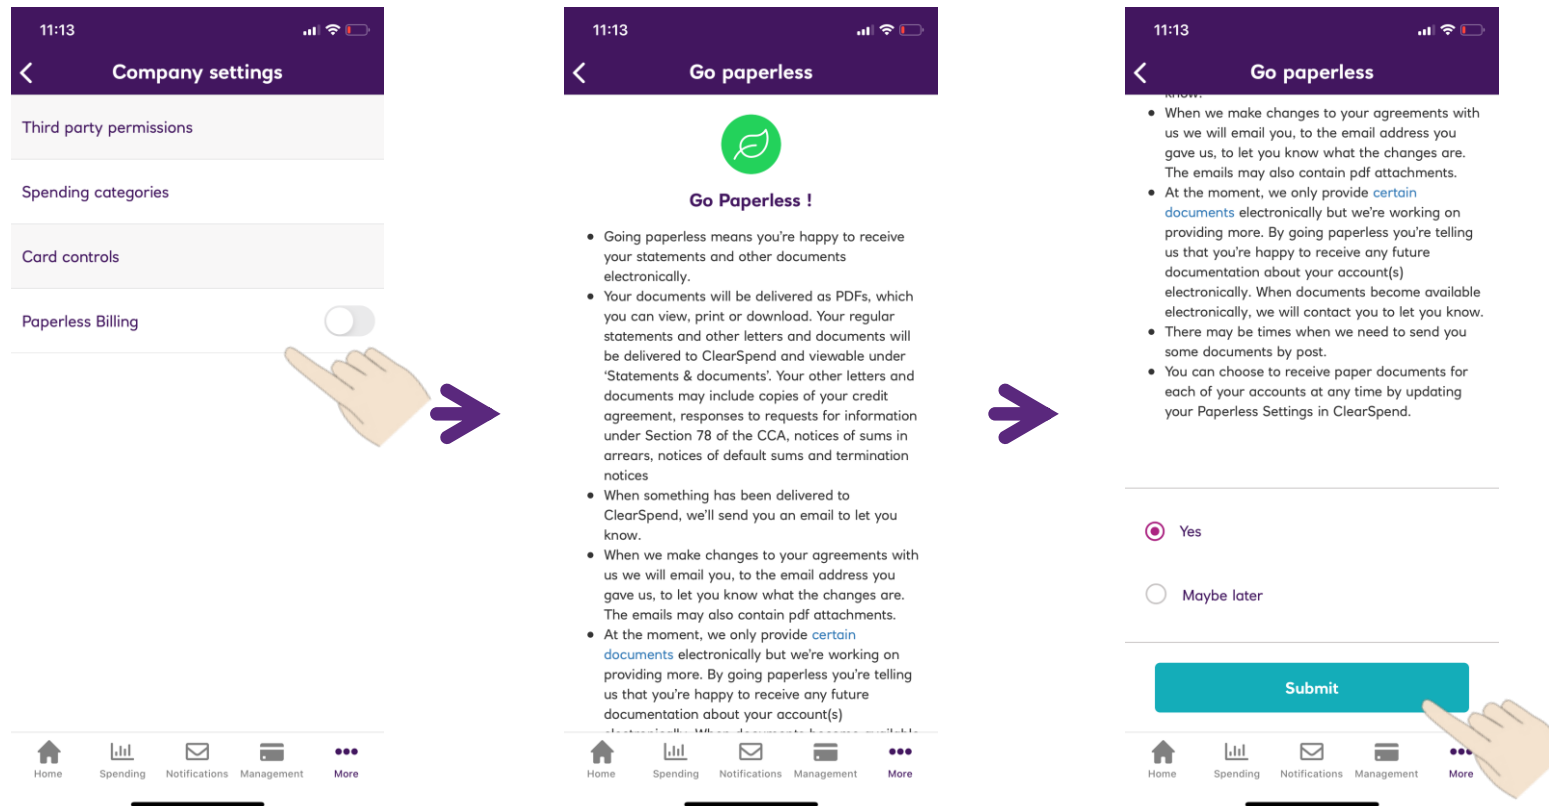 11:13
Company settings
Third party permissions
Spending categories
Card controls
Paperless Billing
Home
Spending
Notifications
Management
More
11:13
Go paperless
Go Paperless !
• Going paperless means you're happy to receive
your statements and other documents
electronically.
• Your documents will be delivered as PDFs, which
you can view, print or download. Your regular
statements and other letters and documents will
be delivered to ClearSpend and viewable under
'Statements & documents'. Your other letters and
documents may include copies of your credit
agreement, responses to requests for information
under Section 78 of the CCA, notices of sums in
arrears, notices of default sums and termination
notices
• When something has been delivered to
ClearSpend, we'll send you an email to let you
know.
• When we make changes to your agreements with
us we will email you, to the email address you
gave us, to let you know what the changes are.
The emails may also contain pdf attachments.
• At the moment, we only provide certain
documents electronically but we're working on
providing more. By going paperless you're telling
us that you're happy to receive any future
documentation about your account(s)
electronically. When documents become available
Home
Spending
Notifications
Management
More
11:13
Go paperless
know.
• When we make changes to your agreements with
us we will email you, to the email address you
gave us, to let you know what the changes are.
The emails may also contain pdf attachments.
• At the moment, we only provide certain
documents electronically but we're working on
providing more. By going paperless you're telling
us that you're happy to receive any future
documentation about your account(s)
electronically. When documents become available
electronically, we will contact you to let you know.
• There may be times when we need to send you
some documents by post.
• You can choose to receive paper documents for
each of your accounts at any time by updating
your Paperless Settings in ClearSpend.
Yes
Maybe later
Submit
Home
Spending
Notifications
Management
More